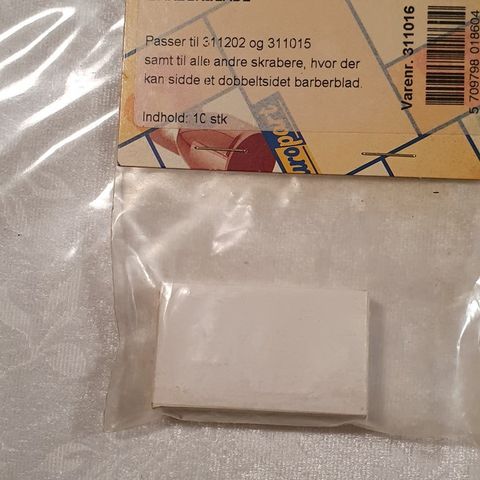 Passer til 311202 og 311015
samt til alle andre skrabere, hvor der
kan sidde et dobbeltsidet barberblad.
Indhold: 10 stk
Varenr. 311016
5 709798 018604